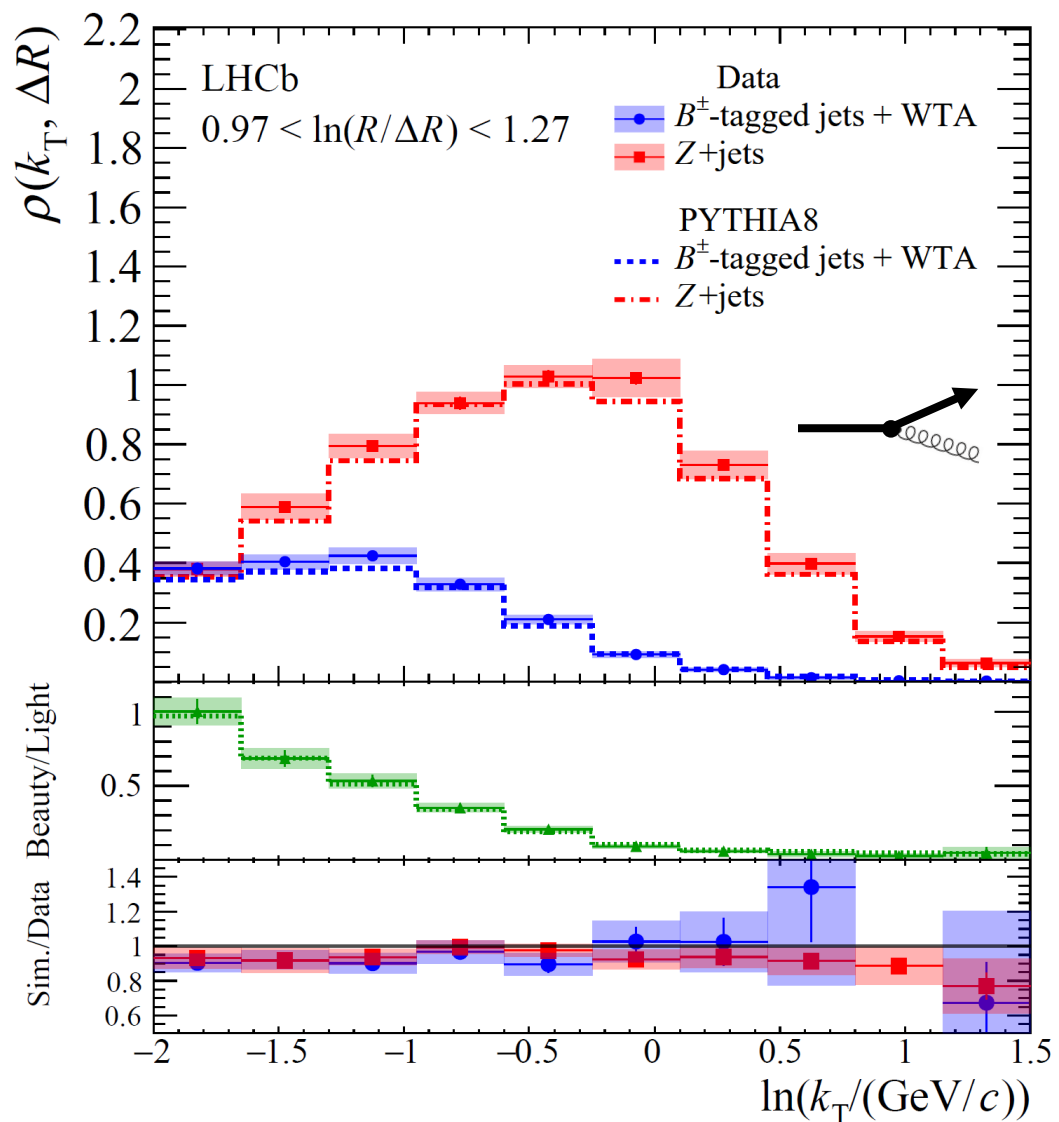 ρ(k_T, ΔR)
2.2
2
1.8
1.6
1.4
1.2
1
0.8
0.6
0.4
0.2
LHCb
0.97 < ln(R/ΔR) < 1.27
Data
B±-tagged jets + WTA
Z+jets
PYTHIA8
B±-tagged jets + WTA
Z+jets
Beauty/Light
1
0.5
Sim./Data
1.4
1.2
1
0.8
0.6
−2 −1.5 −1 −0.5 0 0.5 1 1.5
ln(k_T/(GeV/c))